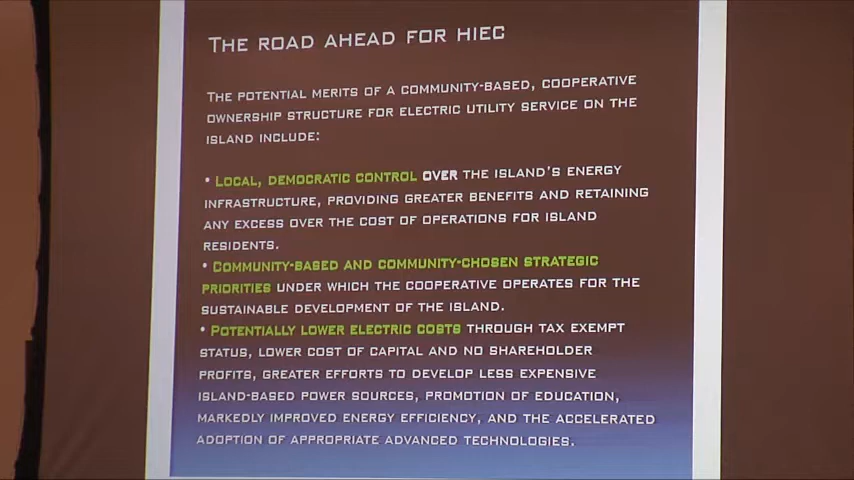 THE ROAD AHEAD FOR HIEC
THE POTENTIAL MERITS OF A COMMUNITY-BASED, COOPERATIVE
OWNERSHIP STRUCTURE FOR ELECTRIC UTILITY SERVICE ON THE
ISLAND INCLUDE:
• LOCAL, DEMOCRATIC CONTROL OVER THE ISLAND'S ENERGY
INFRASTRUCTURE, PROVIDING GREATER BENEFITS AND RETAINING
ANY EXCESS OVER THE COST OF OPERATIONS FOR ISLAND
RESIDENTS.
• COMMUNITY-BASED AND COMMUNITY-CHOSEN STRATEGIC
PRIORITIES UNDER WHICH THE COOPERATIVE OPERATES FOR THE
SUSTAINABLE DEVELOPMENT OF THE ISLAND.
• POTENTIALLY LOWER ELECTRIC COSTS THROUGH TAX EXEMPT
STATUS, LOWER COST OF CAPITAL AND NO SHAREHOLDER
PROFITS, GREATER EFFORTS TO DEVELOP LESS EXPENSIVE
ISLAND-BASED POWER SOURCES, PROMOTION OF EDUCATION,
MARKEDLY IMPROVED ENERGY EFFICIENCY, AND THE ACCELERATED
ADOPTION OF APPROPRIATE ADVANCED TECHNOLOGIES.